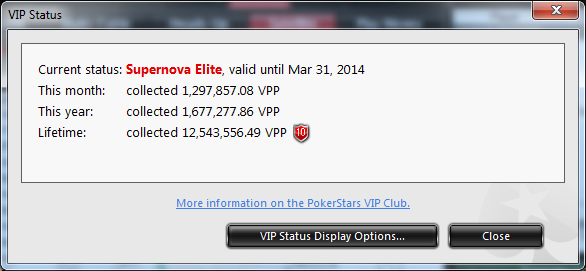 VIP Status
Current status: Supernova Elite, valid until Mar 31, 2014
This month: collected 1,297,857.08 VPP
This year: collected 1,677,277.86 VPP
Lifetime: collected 12,543,556.49 VPP 10
More information on the PokerStars VIP Club.
VIP Status Display Options... Close